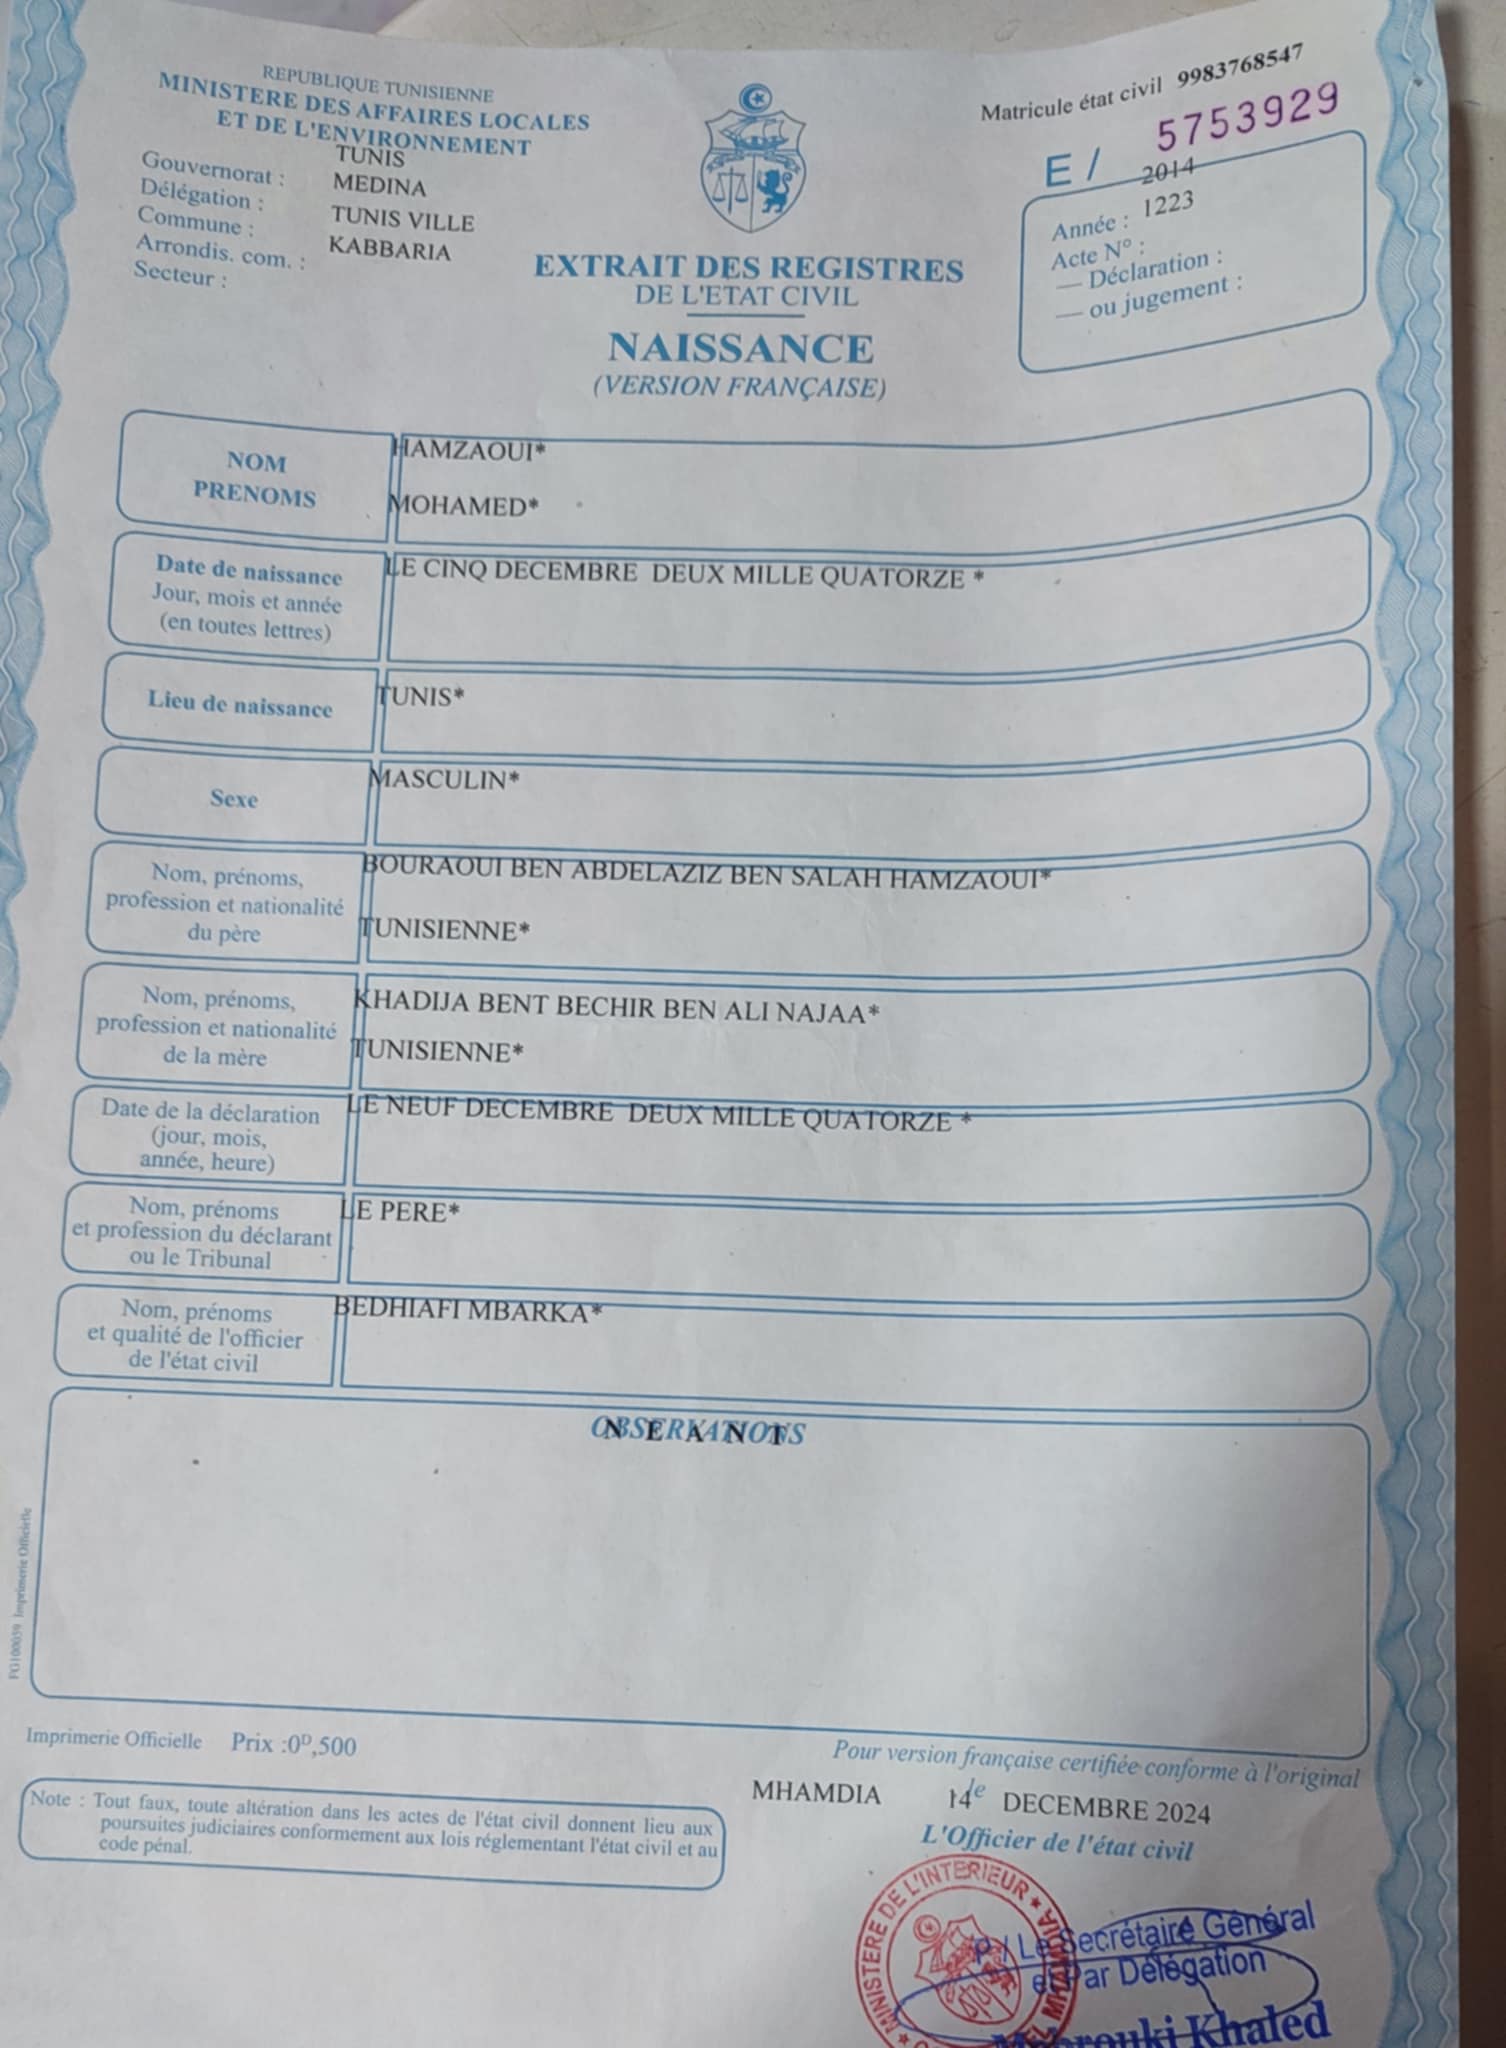 REPUBLIQUE TUNISIENNE
MINISTERE DES AFFAIRES LOCALES
ET DE L'ENVIRONNEMENT
Gouvernorat : TUNIS
Délégation : MEDINA
Commune : TUNIS VILLE
Arrondis. com. : KABBARIA
Secteur :
Matricule état civil 9983768547
E / 5753929
Année : 2014
Acte N° : 1223
— Déclaration :
— ou jugement :
EXTRAIT DES REGISTRES
DE L'ETAT CIVIL
NAISSANCE
(VERSION FRANÇAISE)
NOM HAMZAOUI*
PRENOMS MOHAMED*
Date de naissance
Jour, mois et année
(en toutes lettres)
LE CINQ DECEMBRE DEUX MILLE QUATORZE *
Lieu de naissance TUNIS*
Sexe MASCULIN*
Nom, prénoms,
profession et nationalité
du père
BOURAOUI BEN ABDELAZIZ BEN SALAH HAMZAOUI*
TUNISIENNE*
Nom, prénoms,
profession et nationalité
de la mère
KHADIJA BENT BECHIR BEN ALI NAJAA*
TUNISIENNE*
Date de la déclaration
(jour, mois,
année, heure)
LE NEUF DECEMBRE DEUX MILLE QUATORZE *
Nom, prénoms
et profession du déclarant
ou le Tribunal
LE PERE*
Nom, prénoms
et qualité de l'officier
de l'état civil
BEDHIAFI MBARKA*
OBSERVATIONS
N E A N T
PG100039 Imprimerie Officielle
Imprimerie Officielle Prix :0D,500
Note : Tout faux, toute altération dans les actes de l'état civil donnent lieu aux
poursuites judiciaires conformement aux lois réglementant l'état civil et au
code pénal.
Pour version française certifiée conforme à l'original
MHAMDIA le 14 DECEMBRE 2024
L'Officier de l'état civil
MINISTERE DE L'INTERIEUR
P / Le Secrétaire Général
et Par Délégation
Khaled